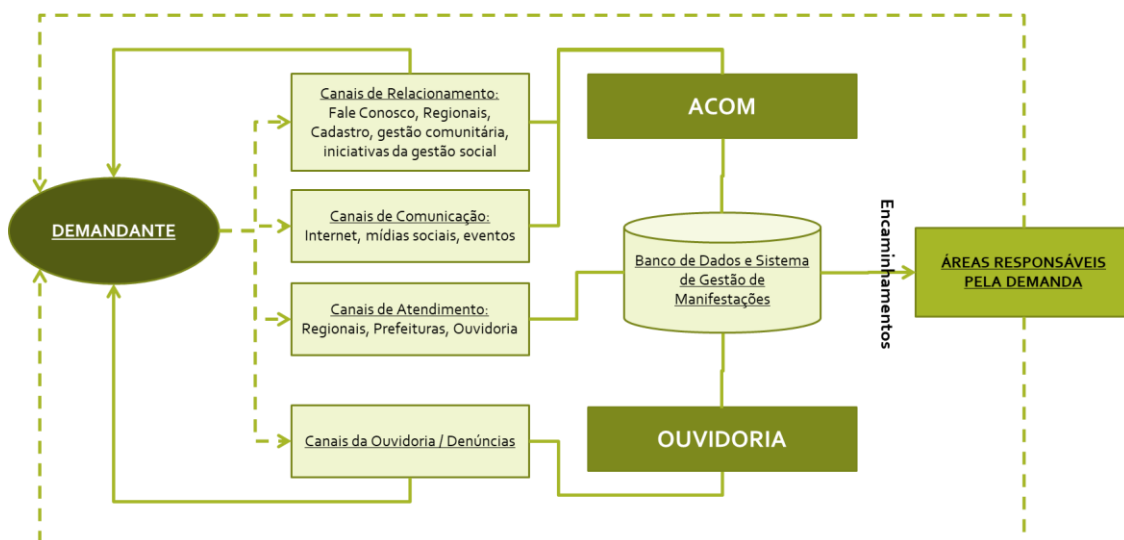 Canais de Relacionamento:
Fale Conosco, Regionais,
Cadastro, gestão comunitária,
iniciativas da gestão social
ACOM
DEMANDANTE
Canais de Comunicação:
Internet, mídias sociais, eventos
Banco de Dados e Sistema
de Gestão de
Manifestações
Encaminhamentos
ÁREAS RESPONSÁVEIS
PELA DEMANDA
Canais de Atendimento:
Regionais, Prefeituras, Ouvidoria
Canais da Ouvidoria / Denúncias
OUVIDORIA